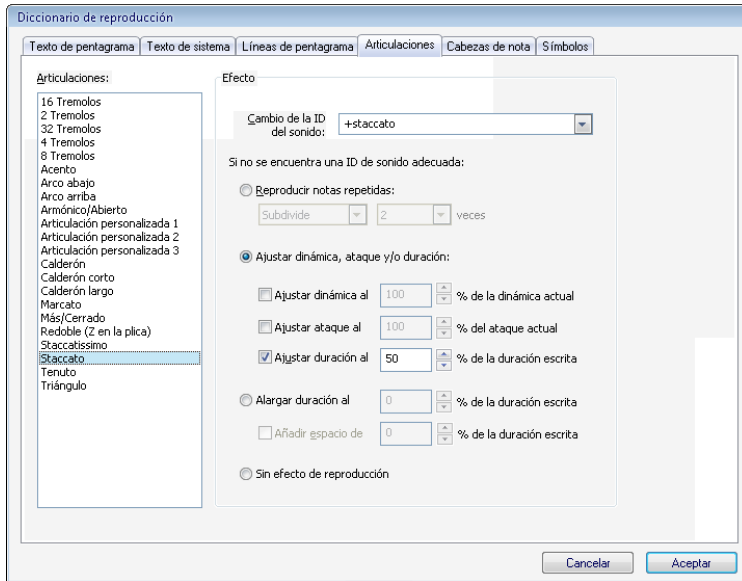 Diccionario de reproducción
Texto de pentagrama Texto de sistema Líneas de pentagrama Articulaciones Cabezas de nota Símbolos
Articulaciones:
16 Tremolos
2 Tremolos
32 Tremolos
4 Tremolos
8 Tremolos
Acento
Arco abajo
Arco arriba
Armónico/Abierto
Articulación personalizada 1
Articulación personalizada 2
Articulación personalizada 3
Calderón
Calderón corto
Calderón largo
Marcato
Más/Cerrado
Redoble (Z en la plica)
Staccatissimo
Staccato
Tenuto
Triángulo
Efecto
Cambio de la ID
del sonido:
+staccato
Si no se encuentra una ID de sonido adecuada:
Reproducir notas repetidas:
Subdivide 2 veces
Ajustar dinámica, ataque y/o duración:
Ajustar dinámica al 100 % de la dinámica actual
Ajustar ataque al 100 % del ataque actual
Ajustar duración al 50 % de la duración escrita
Alargar duración al 0 % de la duración escrita
Añadir espacio de 0 % de la duración escrita
Sin efecto de reproducción
Cancelar Aceptar